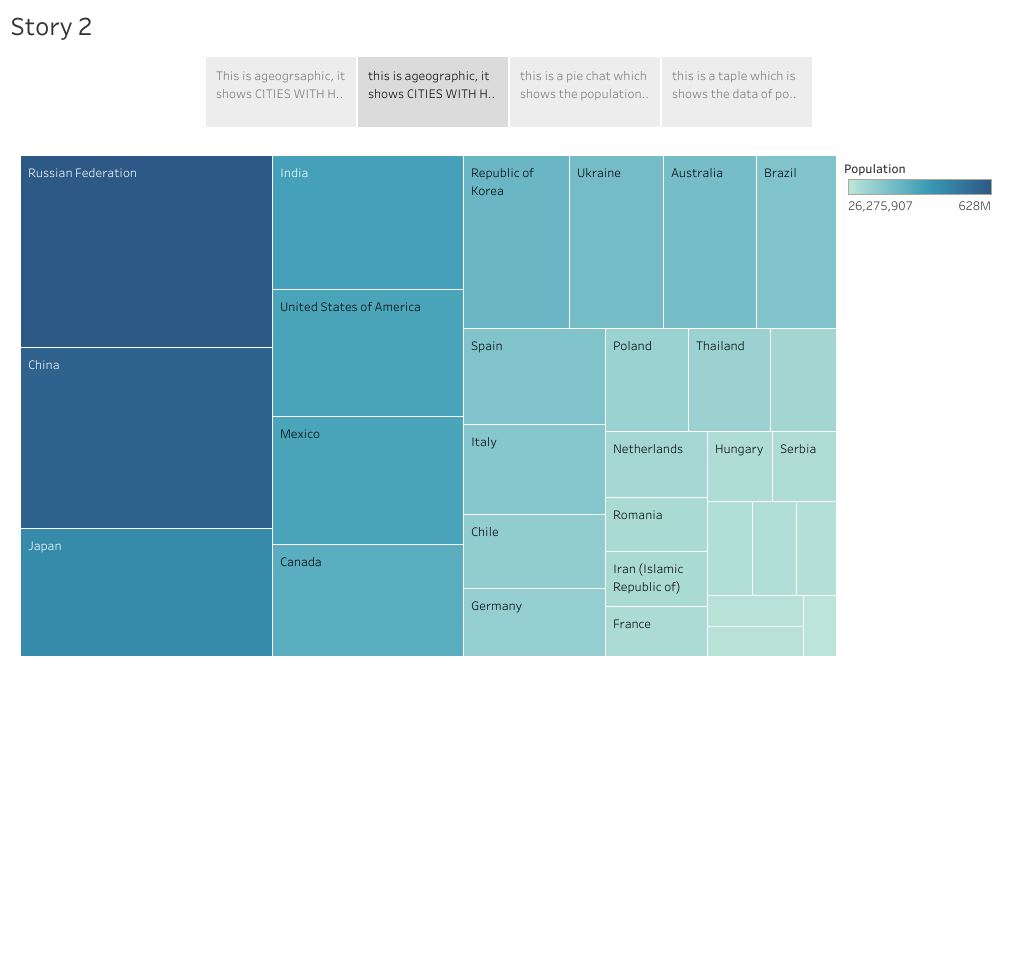 Story 2
This is ageogrsaphic, it
shows CITIES WITH H..
this is ageographic, it
shows CITIES WITH H..
this is a pie chat which
shows the population..
this is a taple which is
shows the data of po..
Russian Federation
India
Republic of
Korea
Ukraine
Australia
Brazil
Population
26,275,907
628M
United States of America
Spain
Poland
Thailand
China
Mexico
Italy
Netherlands
Hungary
Serbia
Romania
Chile
Japan
Canada
Iran (Islamic
Republic of)
Germany
France